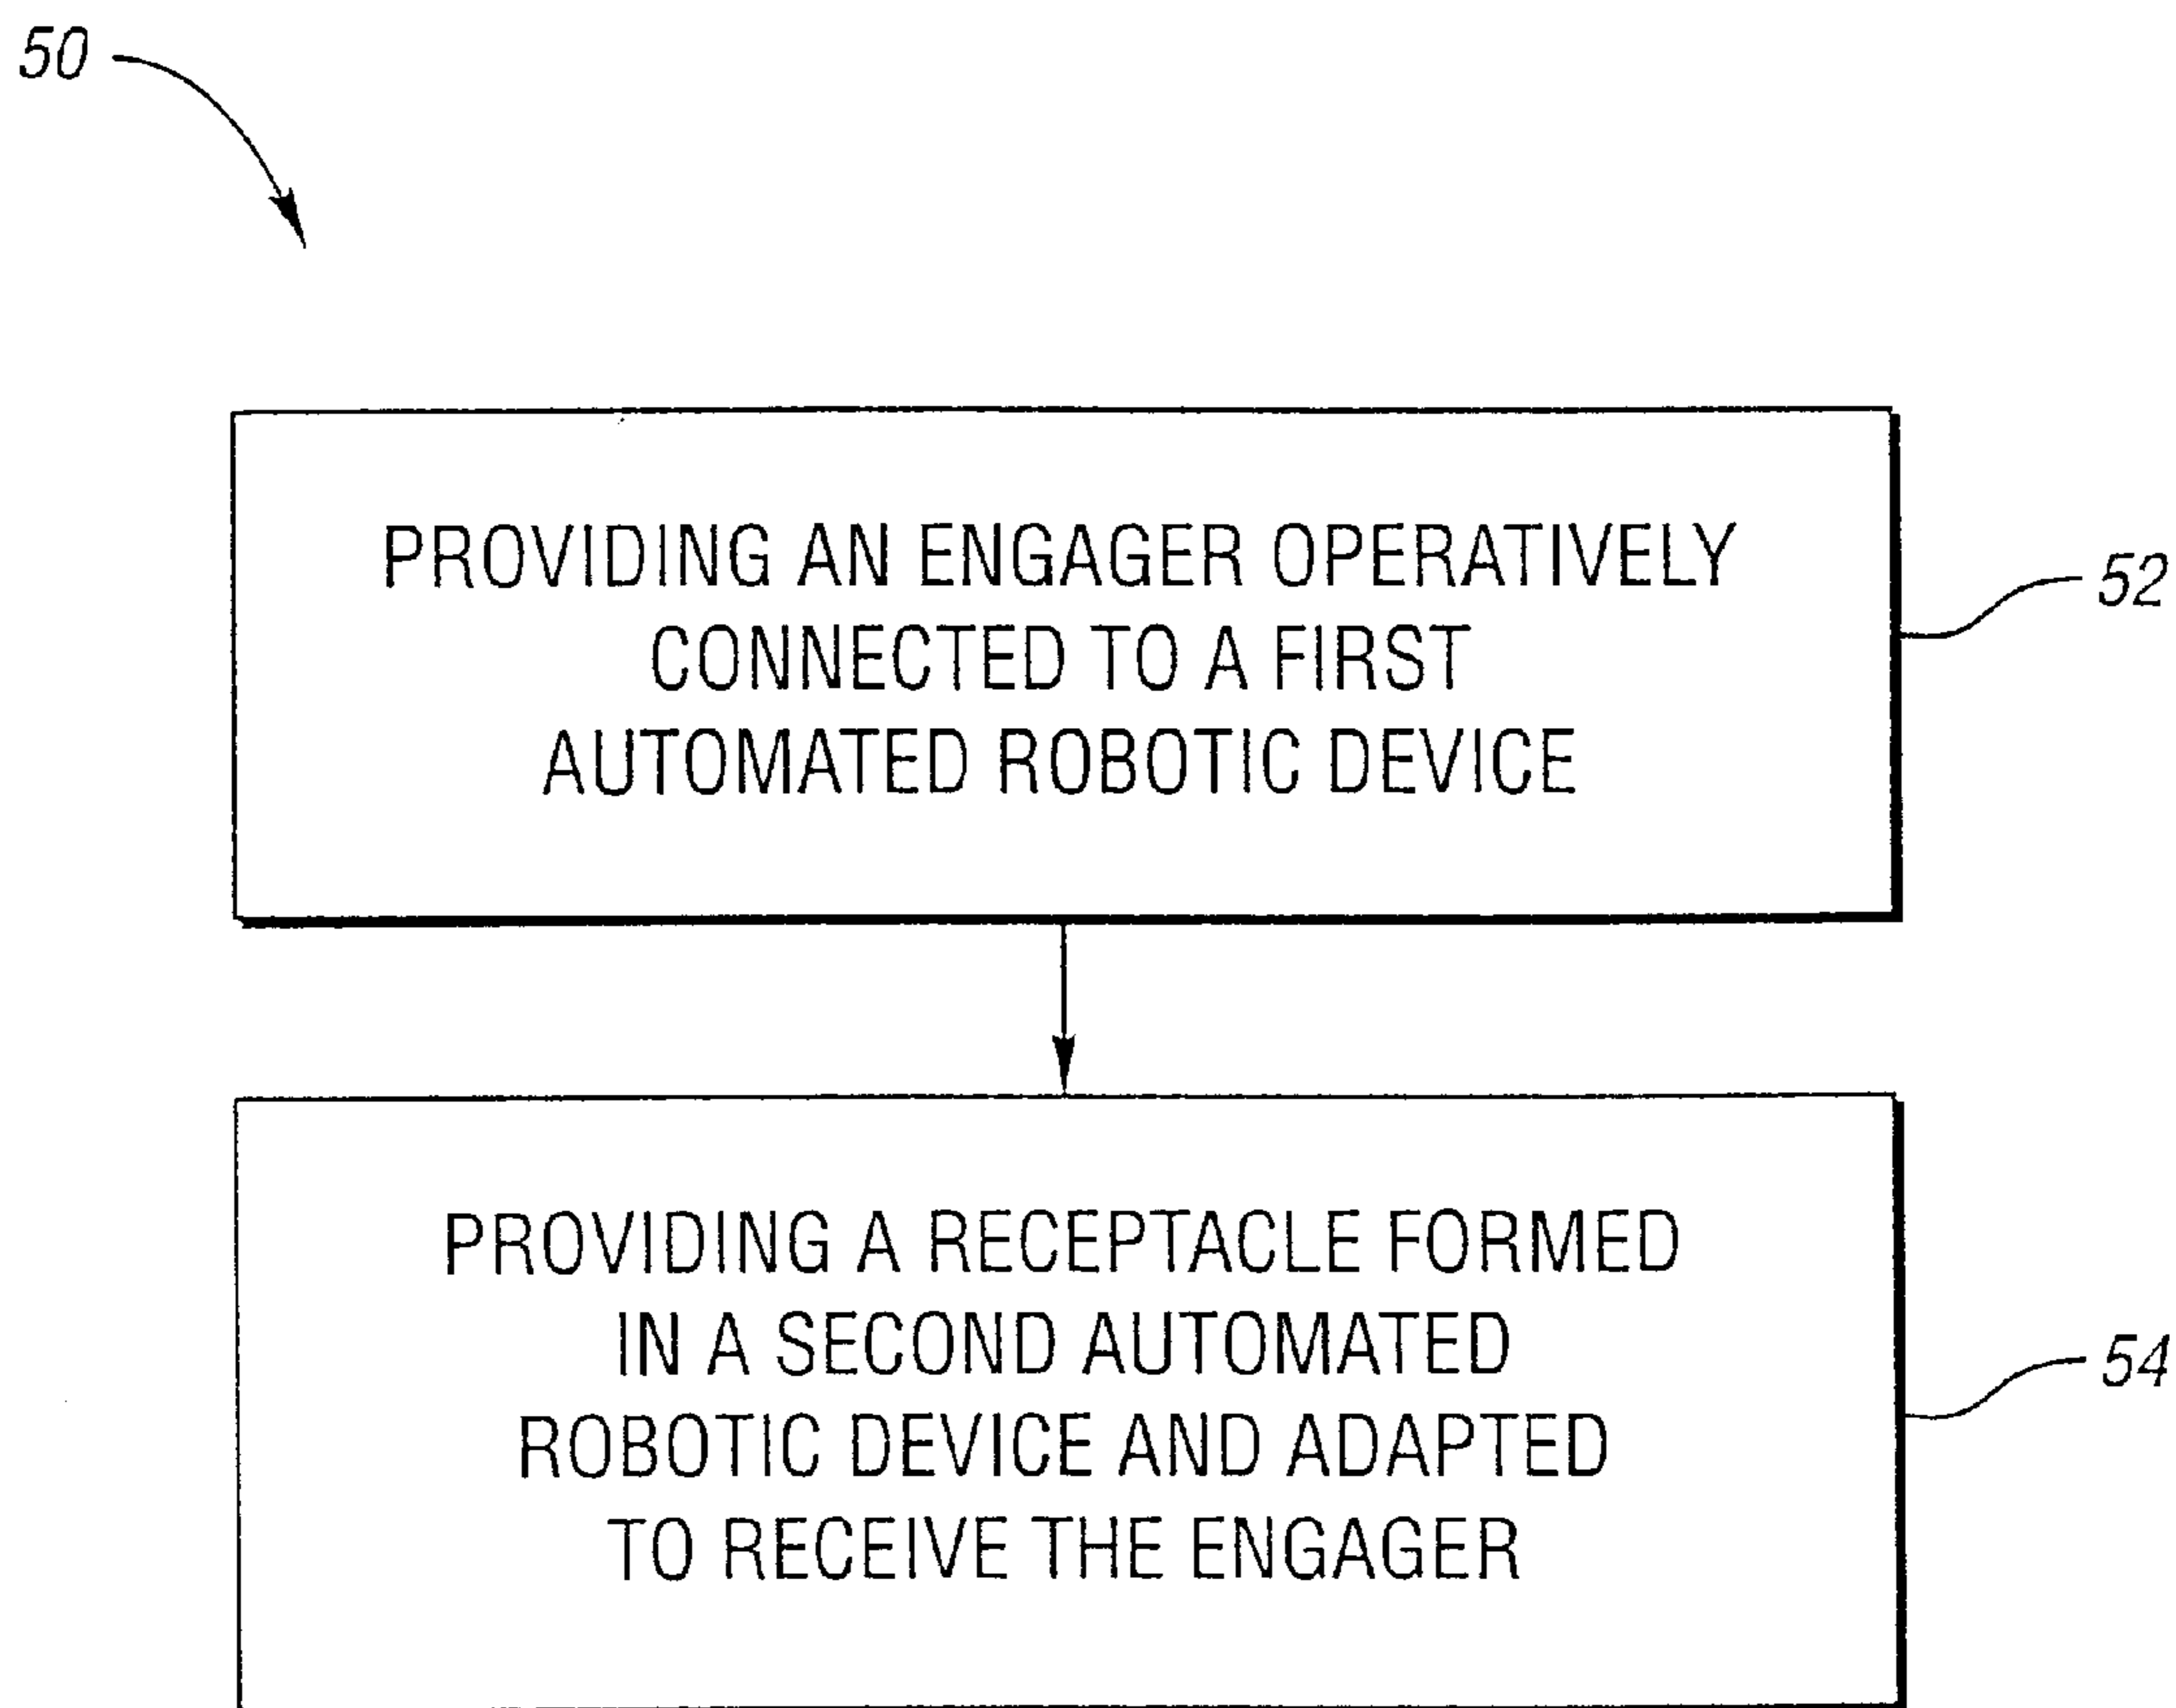 50
PROVIDING AN ENGAGER OPERATIVELY
CONNECTED TO A FIRST
AUTOMATED ROBOTIC DEVICE
52
PROVIDING A RECEPTACLE FORMED
IN A SECOND AUTOMATED
ROBOTIC DEVICE AND ADAPTED
TO RECEIVE THE ENGAGER
54